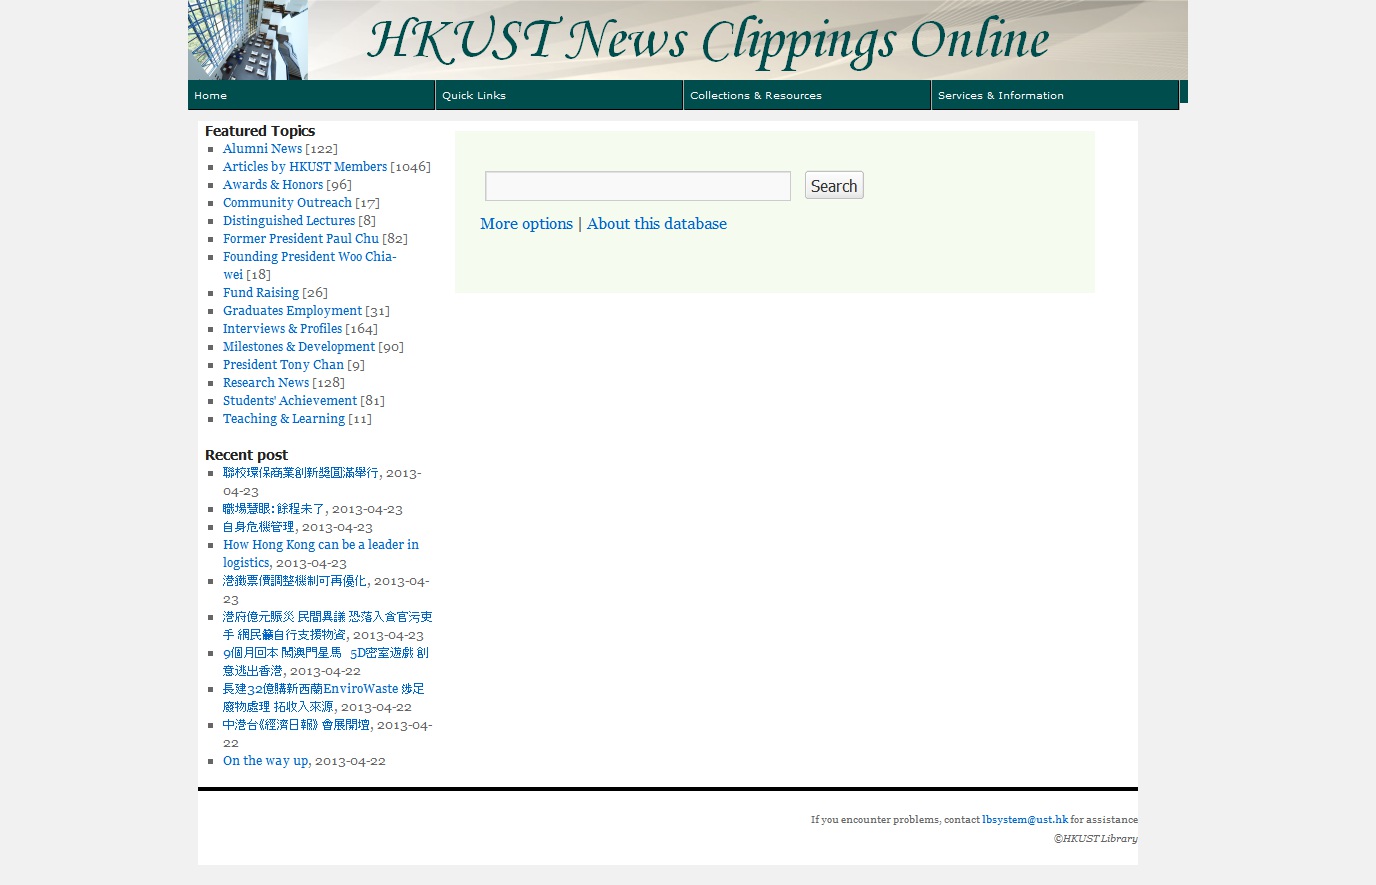 HKUST News Clippings Online
Home
Quick Links
Collections & Resources
Services & Information
Featured Topics
Alumni News [122]
Articles by HKUST Members [1046]
Awards & Honors [96]
Community Outreach [17]
Distinguished Lectures [8]
Former President Paul Chu [82]
Founding President Woo Chia-
wei [18]
Fund Raising [26]
Graduates Employment [31]
Interviews & Profiles [164]
Milestones & Development [90]
President Tony Chan [9]
Research News [128]
Students' Achievement [81]
Teaching & Learning [11]
Recent post
聯校環保商業創新獎圓滿舉行, 2013-
04-23
職場慧眼:餘程未了, 2013-04-23
自身危機管理, 2013-04-23
How Hong Kong can be a leader in
logistics, 2013-04-23
港鐵票價調整機制可再優化, 2013-04-
23
港府億元賑災 民間異議 恐落入貪官污吏
手 網民籲自行支援物資, 2013-04-23
9個月回本 闖澳門星馬 5D密室遊戲 創
意逃出香港, 2013-04-22
長建32億購新西蘭EnviroWaste 涉足
廢物處理 拓收入來源, 2013-04-22
中港台《經濟日報》 會展開壇, 2013-04-
22
On the way up, 2013-04-22
Search
More options | About this database
If you encounter problems, contact lbsystem@ust.hk for assistance
©HKUST Library